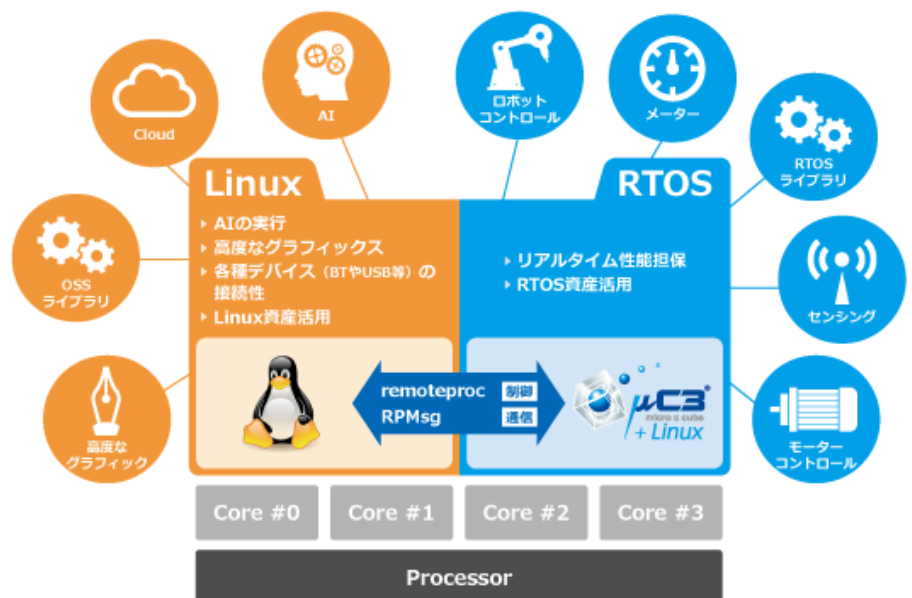 Cloud
AI
ロボット
コントロール
メーター
RTOS
ライブラリ
OSS
ライブラリ
センシング
高度な
グラフィック
モーター
コントロール
Linux
▸ AIの実行
▸ 高度なグラフィックス
▸ 各種デバイス（BTやUSB等）の
接続性
▸ Linux資産活用
RTOS
▸ リアルタイム性能担保
▸ RTOS資産活用
remoteproc 制御
RPMsg 通信
μC3®
micro c cube
+ Linux
Core #0
Core #1
Core #2
Core #3
Processor